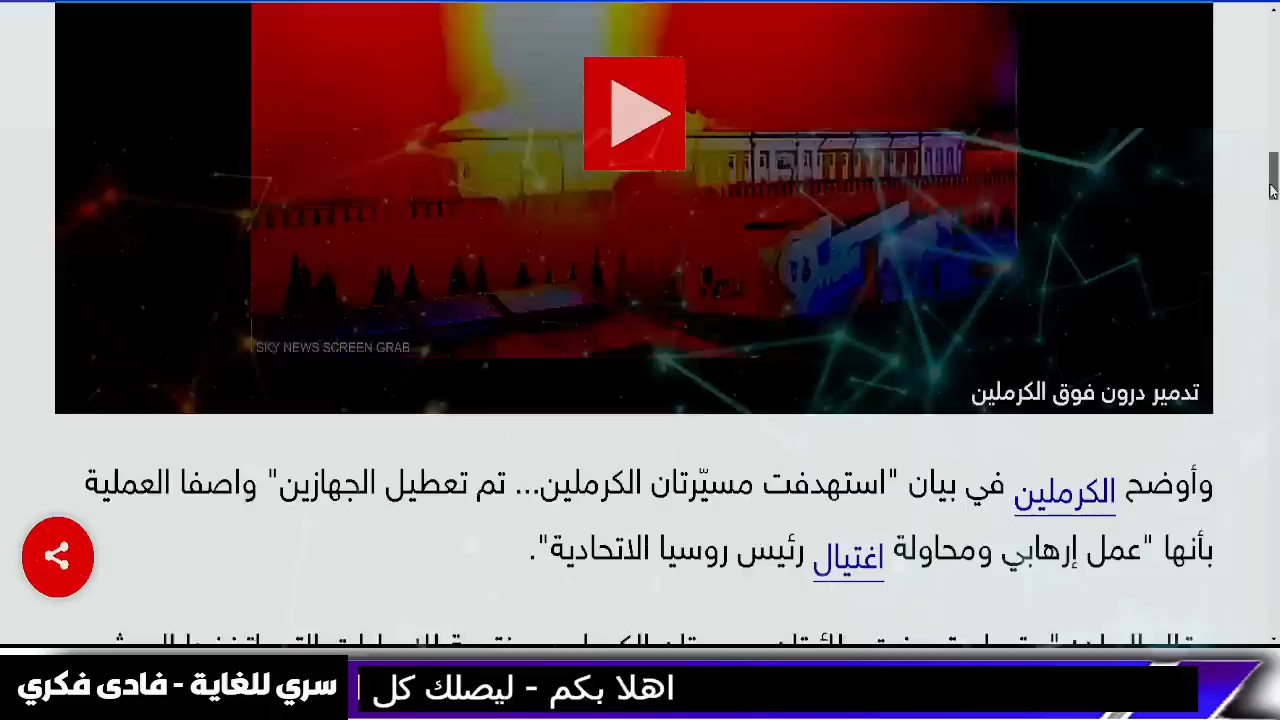 SKY NEWS SCREEN GRAB
تدمير درون فوق الكرملين
وأوضح الكرملين في بيان "استهدفت مسيّرتان الكرملين... تم تعطيل الجهازين" واصفا العملية
بأنها "عمل إرهابي ومحاولة اغتيال رئيس روسيا الاتحادية".
اهلا بكم - ليصلك كل
سري للغاية - فادى فكري